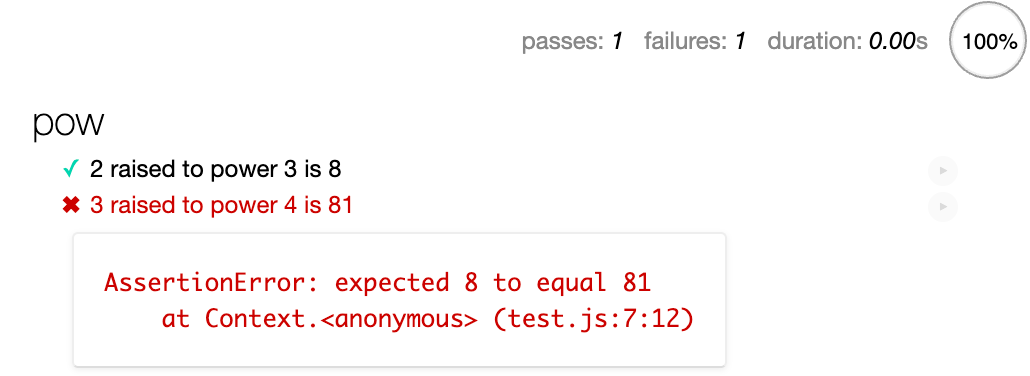 passes: 1 failures: 1 duration: 0.00s 100%
pow
✓ 2 raised to power 3 is 8
✖ 3 raised to power 4 is 81
AssertionError: expected 8 to equal 81
at Context.<anonymous> (test.js:7:12)